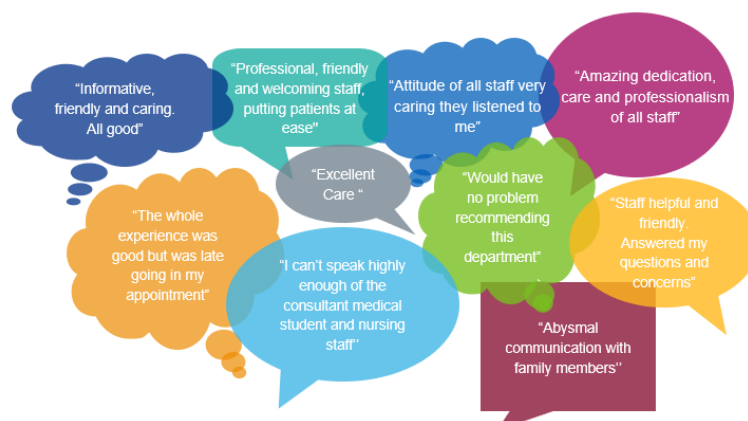 “Informative,
friendly and caring.
All good”
“Professional, friendly
and welcoming staff,
putting patients at
ease"
“Attitude of all staff very
caring they listened to
me”
“Amazing dedication,
care and professionalism
of all staff”
“Excellent
Care “
“Would have
no problem
recommending
this
department”
“Staff helpful and
friendly.
Answered my
questions and
concerns”
“The whole
experience was
good but was late
going in my
appointment”
“I can’t speak highly
enough of the
consultant medical
student and nursing
staff’’
“Abysmal
communication with
family members’’